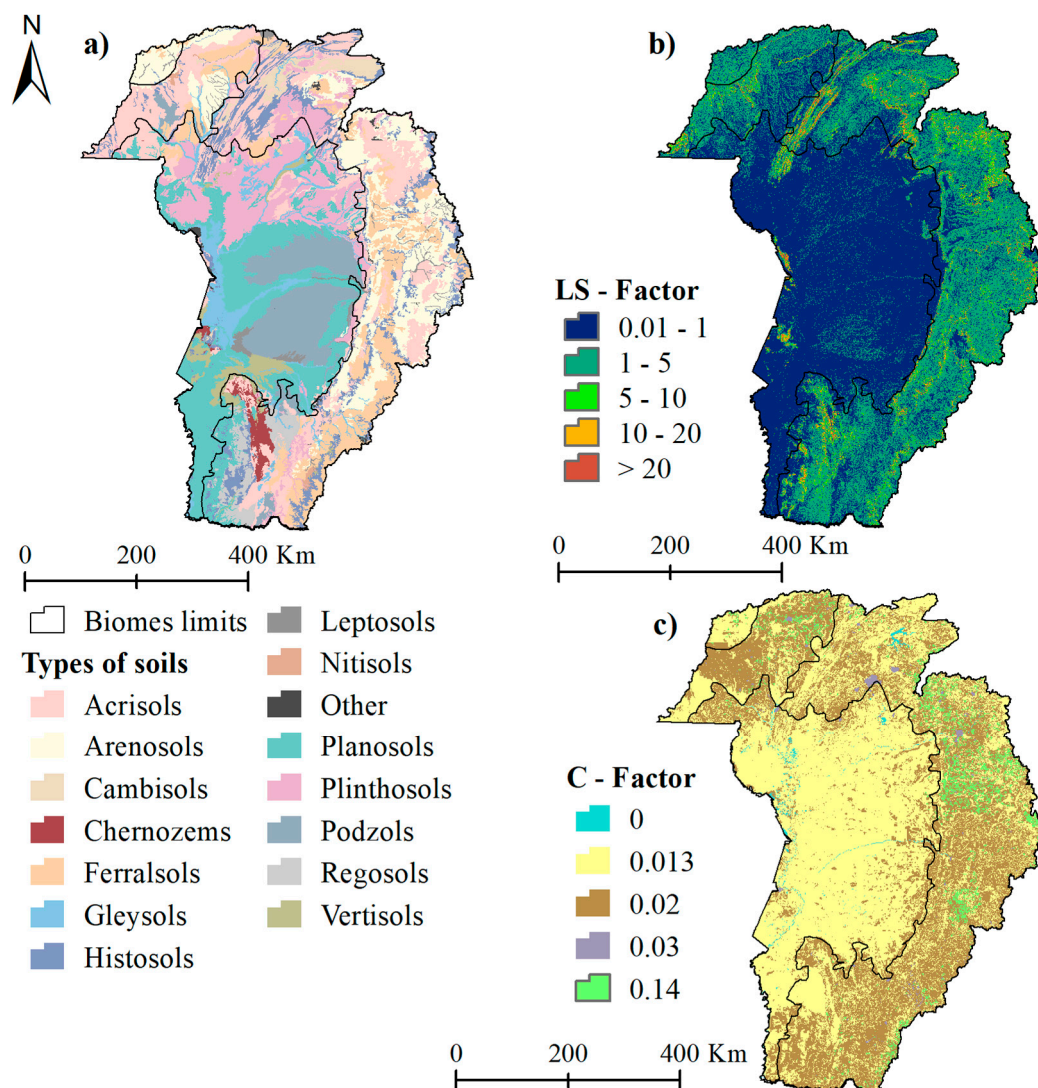 N
a)
b)
LS - Factor
0.01 - 1
1 - 5
5 - 10
10 - 20
> 20
0 200 400 Km
0 200 400 Km
Biomes limits
Types of soils
Acrisols
Arenosols
Cambisols
Chernozems
Ferralsols
Gleysols
Histosols
Leptosols
Nitisols
Other
Planosols
Plinthosols
Podzols
Regosols
Vertisols
c)
C - Factor
0
0.013
0.02
0.03
0.14
0 200 400 Km